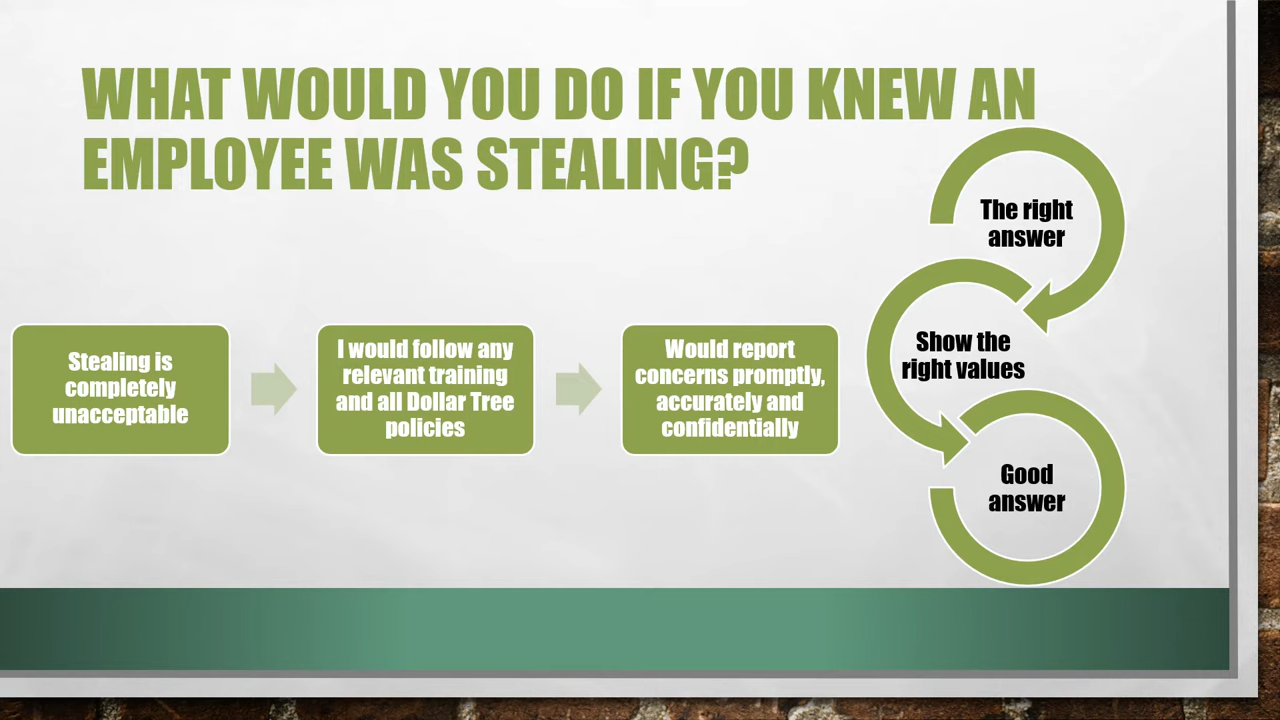 WHAT WOULD YOU DO IF YOU KNEW AN
EMPLOYEE WAS STEALING?
Stealing is
completely
unacceptable
I would follow any
relevant training
and all Dollar Tree
policies
Would report
concerns promptly,
accurately and
confidentially
The right
answer
Show the
right values
Good
answer